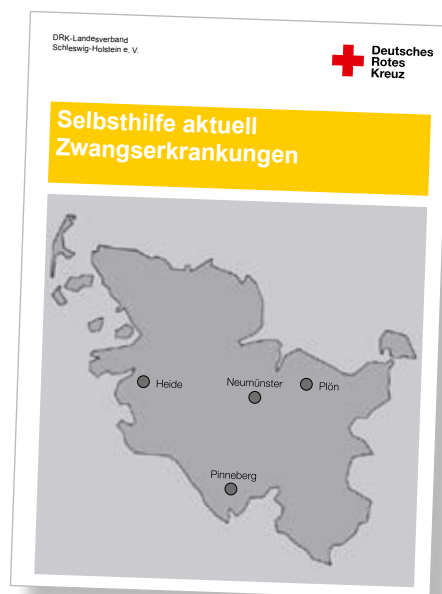 DRK-Landesverband
Schleswig-Holstein e. V.
Deutsches
Rotes
Kreuz
Selbsthilfe aktuell
Zwangserkrankungen
Heide
Neumünster
Plön
Pinneberg